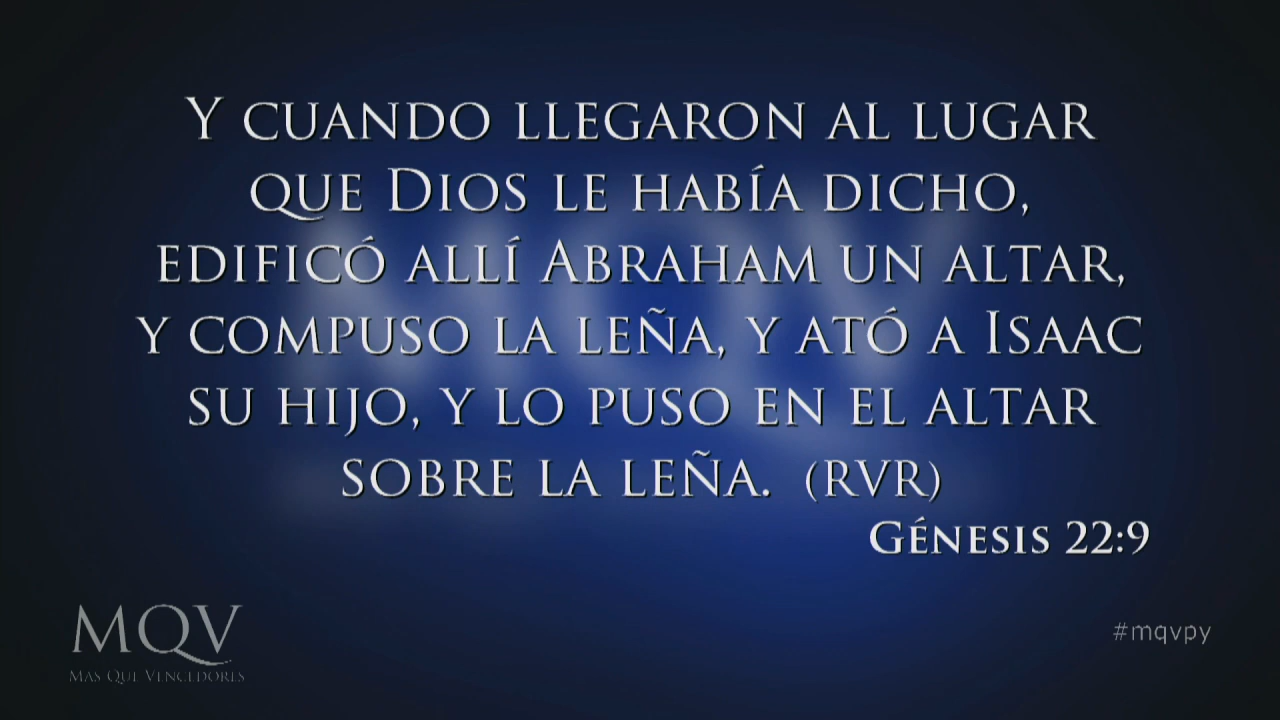 Y cuando llegaron al lugar
que Dios le había dicho,
edificó allí Abraham un altar,
y compuso la leña, y ató a Isaac
su hijo, y lo puso en el altar
sobre la leña. (RVR)
Génesis 22:9
MQV
Mas Que Vencedores
#mqvpy